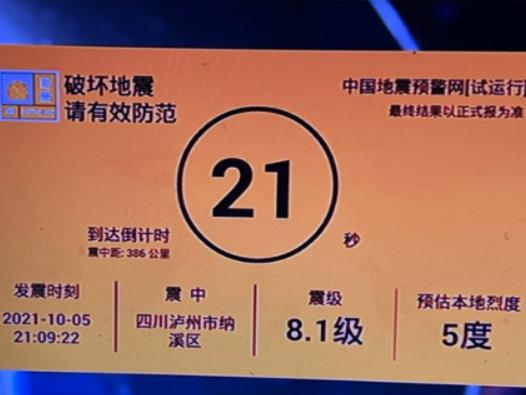 破坏地震
请有效防范
中国地震预警网[试运行]
最终结果以正式报为准
21
秒
到达倒计时
震中距: 386 公里
发震时刻
2021-10-05
21:09:22
震 中
四川泸州市纳
溪区
震级
8.1级
预估本地烈度
5度